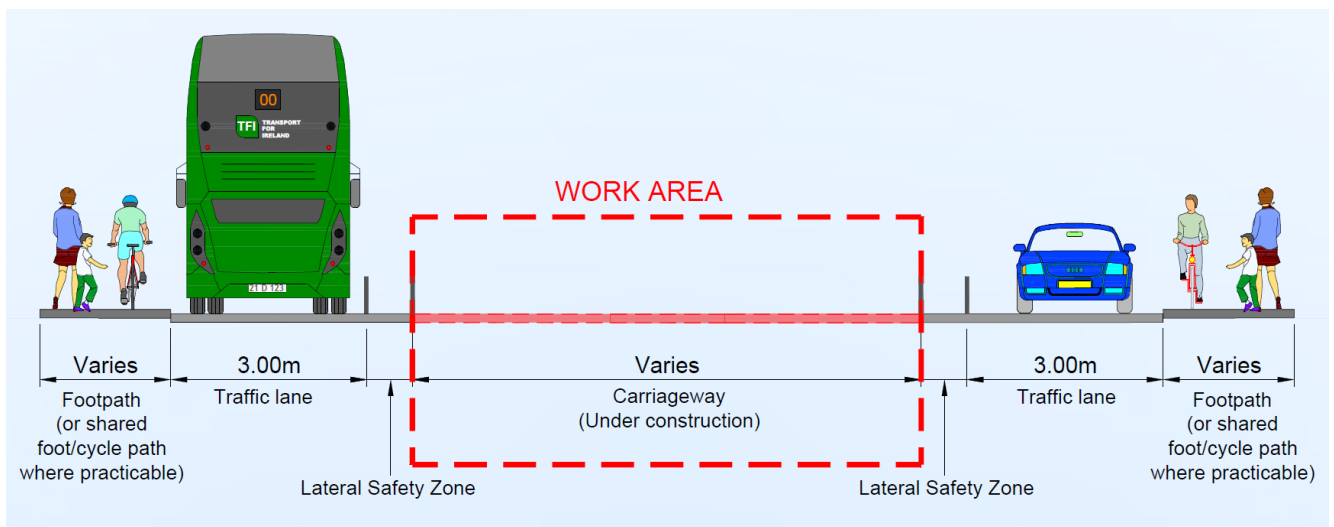 00
TFI
TRANSPORT
FOR
IRELAND
21 D 123
WORK AREA
Varies
3.00m
Varies
3.00m
Varies
Footpath
(or shared
foot/cycle path
where practicable)
Traffic lane
Carriageway
(Under construction)
Traffic lane
Footpath
(or shared
foot/cycle path
where practicable)
Lateral Safety Zone
Lateral Safety Zone